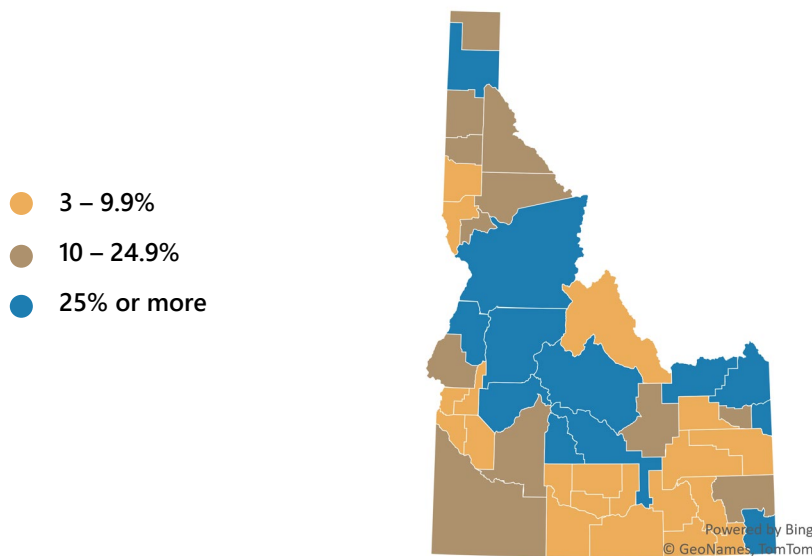 3 – 9.9%
10 – 24.9%
25% or more
Powered by Bing
© GeoNames, TomTom